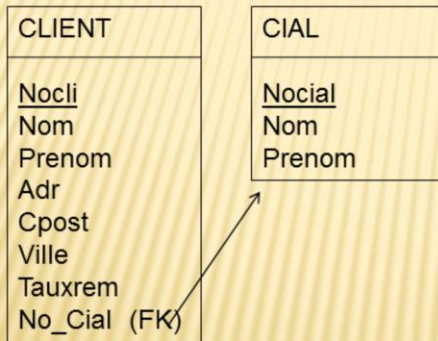 CLIENT
Nocli
Nom
Prenom
Adr
Cpost
Ville
Tauxrem
No_Cial (FK)
CIAL
Nocial
Nom
Prenom